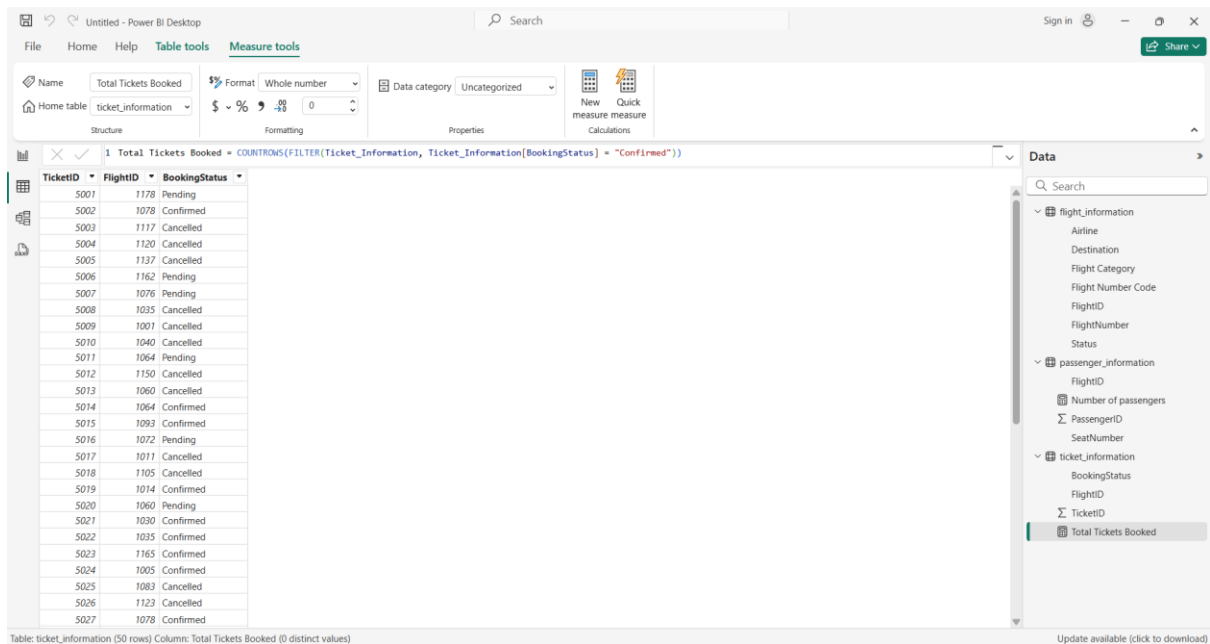 Untitled - Power BI Desktop
Search
Sign in
File Home Help Table tools Measure tools
Share
Name Total Tickets Booked
Home table ticket_information
Structure
$% Format Whole number
$ % 9 .00 0
Formatting
Data category Uncategorized
Properties
New measure
Quick measure
Calculations
1 Total Tickets Booked = COUNTROWS(FILTER(Ticket_Information, Ticket_Information[BookingStatus] = "Confirmed"))
TicketID FlightID BookingStatus
5001 1178 Pending
5002 1078 Confirmed
5003 1117 Cancelled
5004 1120 Cancelled
5005 1137 Cancelled
5006 1162 Pending
5007 1076 Pending
5008 1035 Cancelled
5009 1001 Cancelled
5010 1040 Cancelled
5011 1064 Pending
5012 1150 Cancelled
5013 1060 Cancelled
5014 1064 Confirmed
5015 1093 Confirmed
5016 1072 Pending
5017 1011 Cancelled
5018 1105 Cancelled
5019 1014 Confirmed
5020 1060 Pending
5021 1030 Confirmed
5022 1035 Confirmed
5023 1165 Confirmed
5024 1005 Confirmed
5025 1083 Cancelled
5026 1123 Cancelled
5027 1078 Confirmed
Data
Search
flight_information
Airline
Destination
Flight Category
Flight Number Code
FlightID
FlightNumber
Status
passenger_information
FlightID
Number of passengers
PassengerID
SeatNumber
ticket_information
BookingStatus
FlightID
TicketID
Total Tickets Booked
Table: ticket_information (50 rows) Column: Total Tickets Booked (0 distinct values)
Update available (click to download)